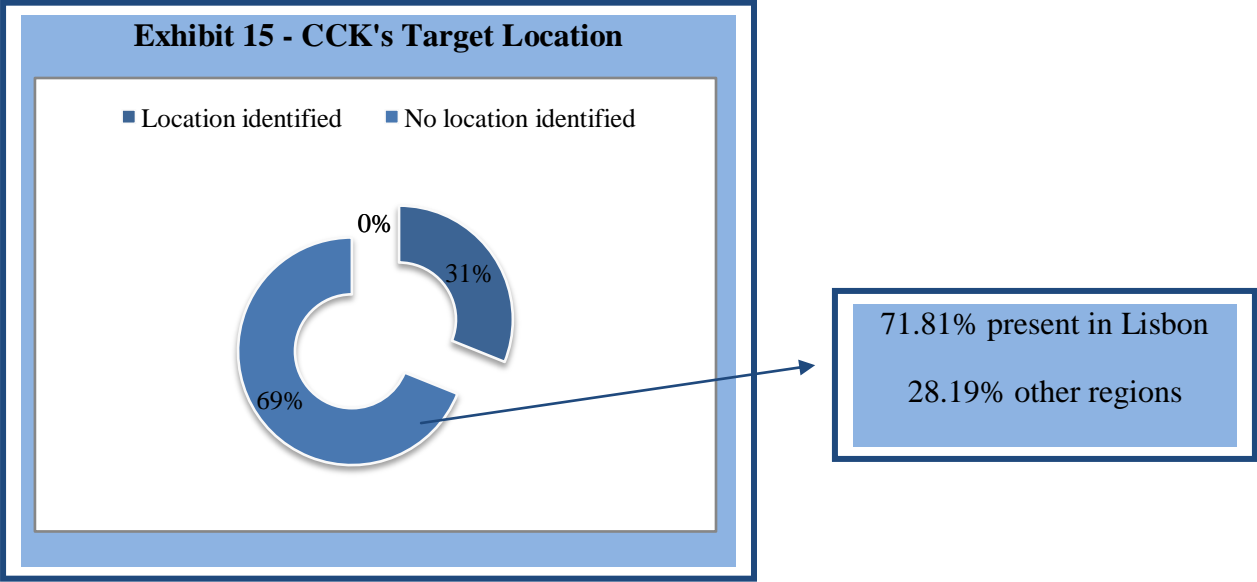 Exhibit 15 - CCK's Target Location
Location identified No location identified
0%
31%
69%
71.81% present in Lisbon
28.19% other regions